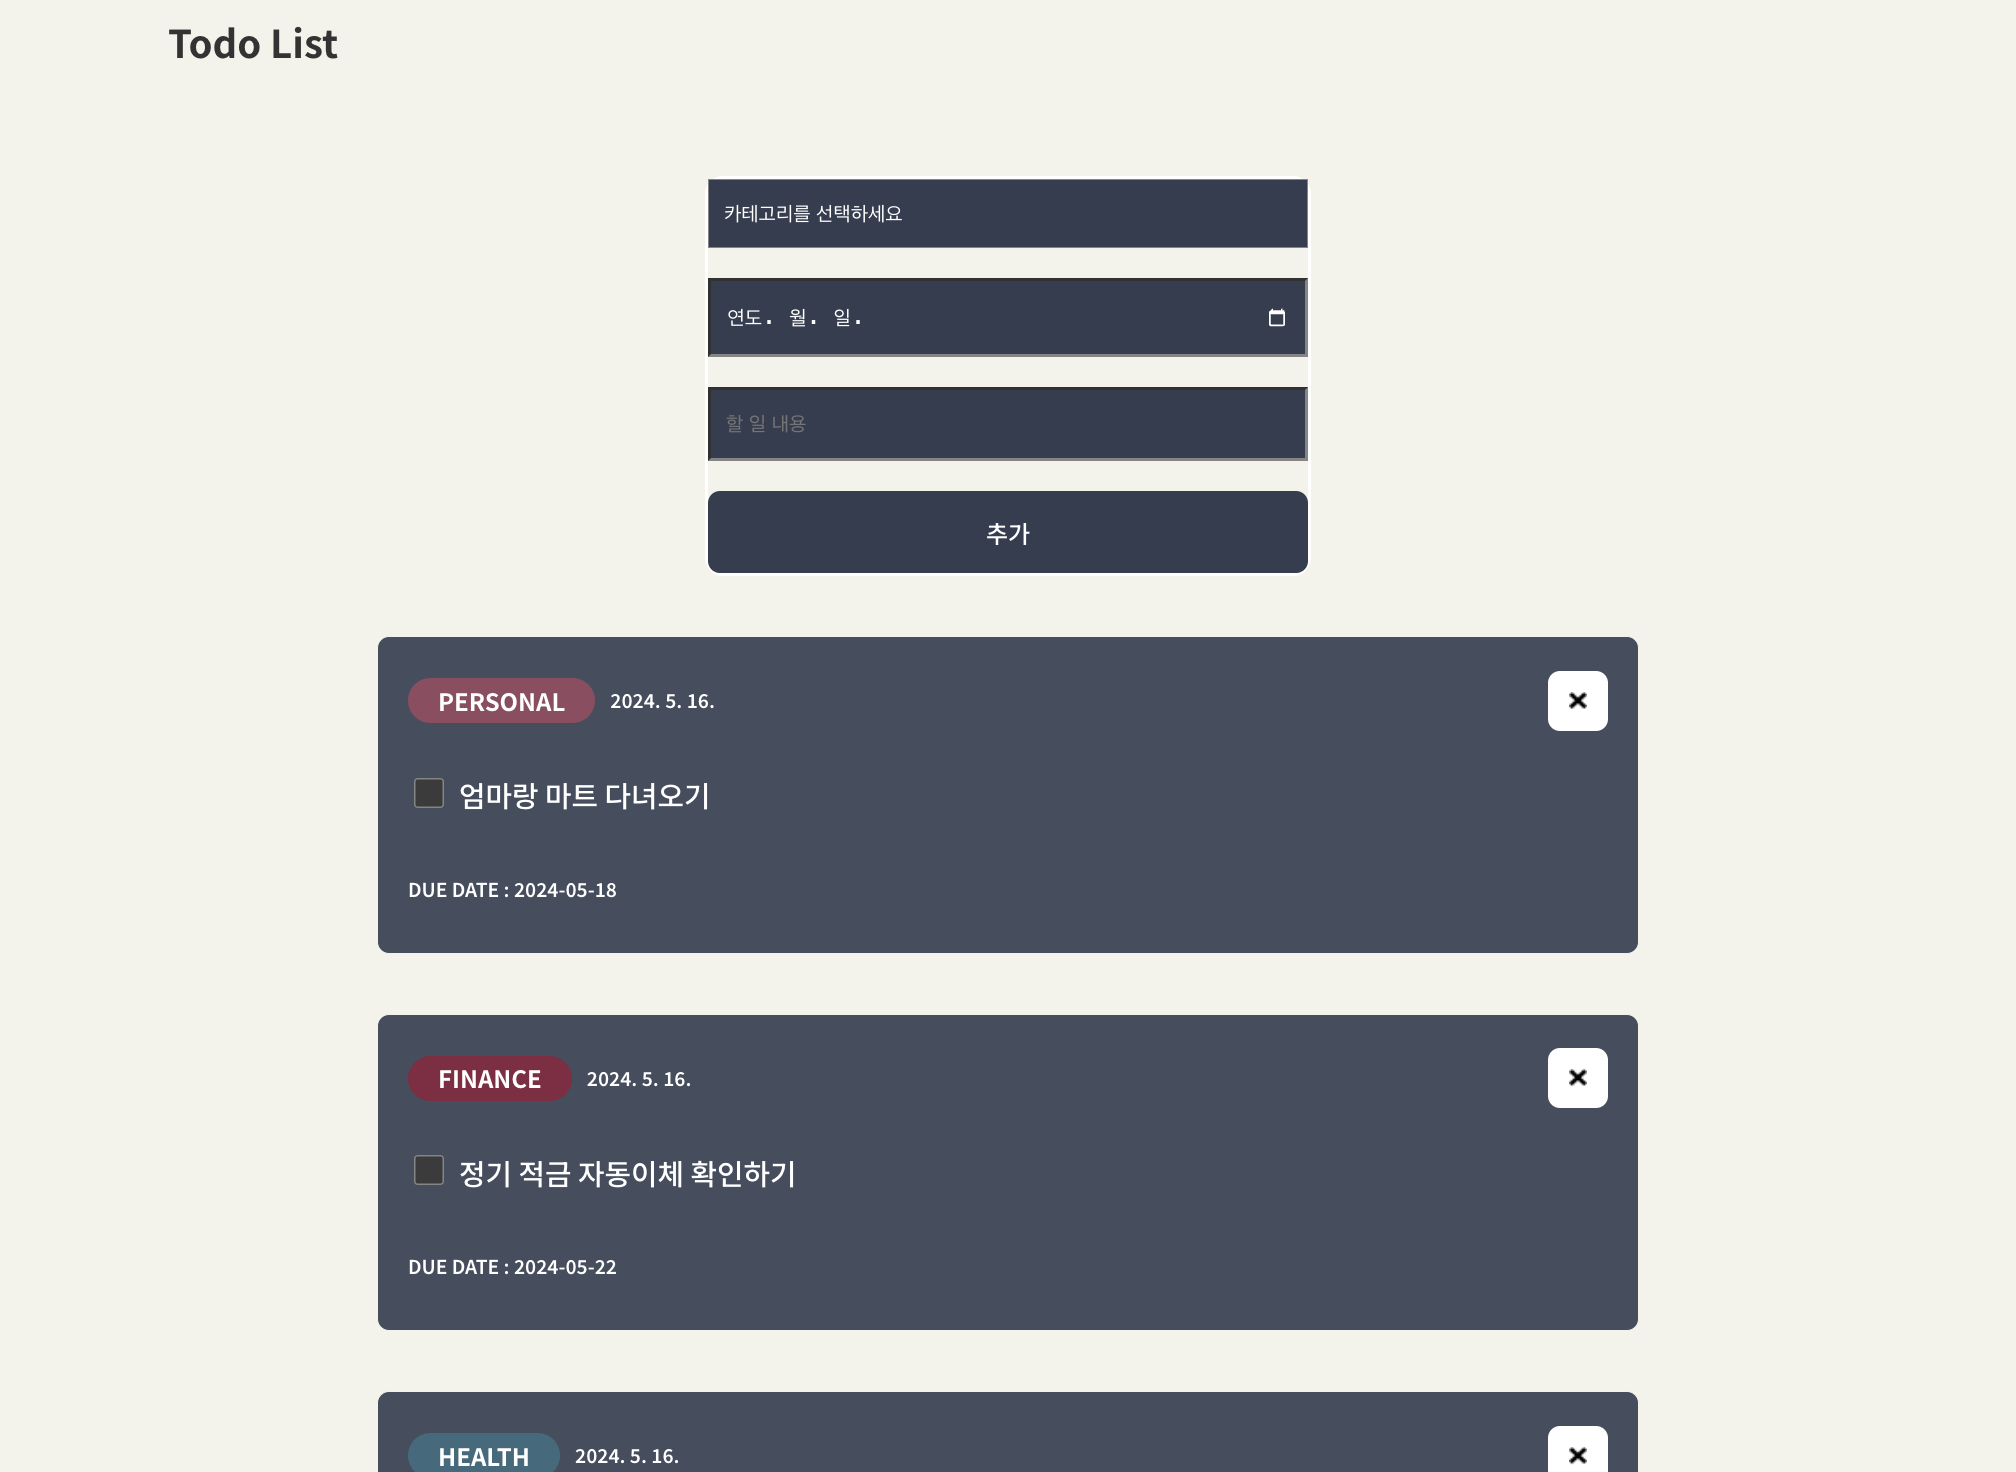 Todo List
카테고리를 선택하세요
연도. 월. 일.
할 일 내용
추가
PERSONAL 2024. 5. 16.
엄마랑 마트 다녀오기
DUE DATE : 2024-05-18
FINANCE 2024. 5. 16.
정기 적금 자동이체 확인하기
DUE DATE : 2024-05-22
HEALTH 2024. 5. 16.